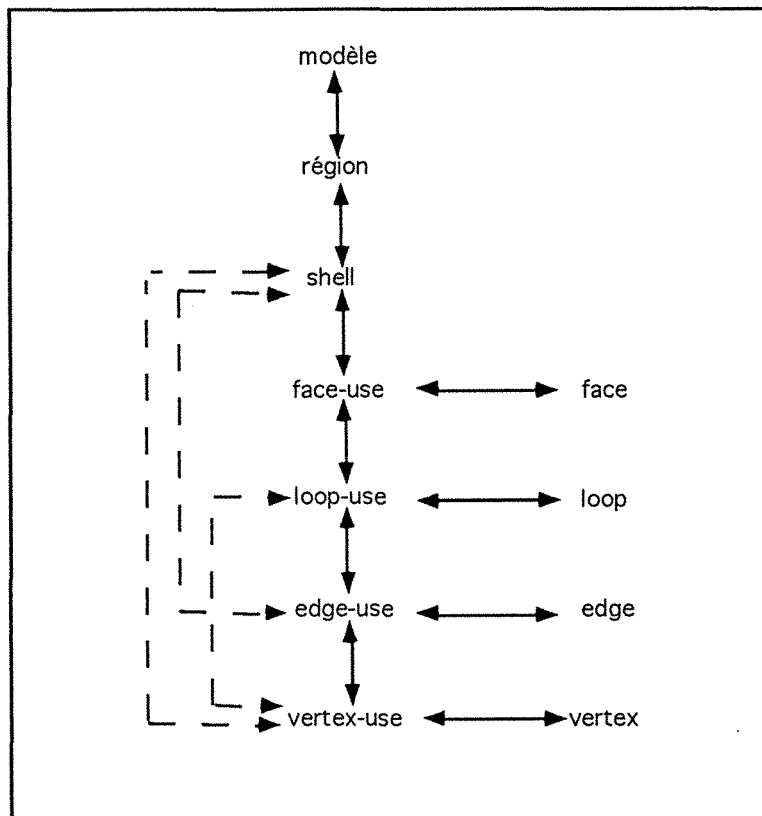 modèle
région
shell
face-use face
loop-use loop
edge-use edge
vertex-use vertex